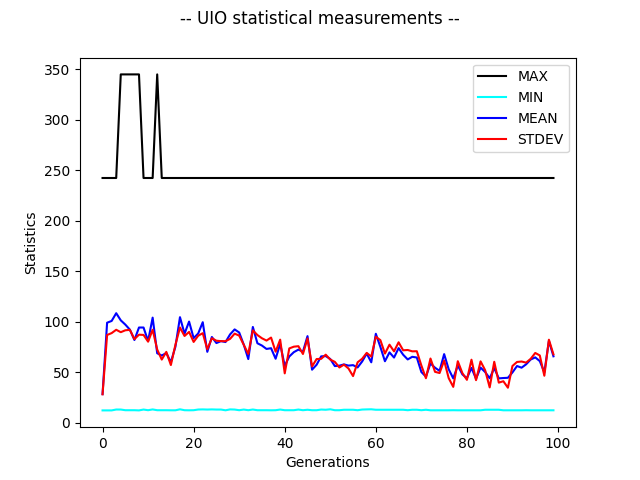 -- UIO statistical measurements --
350
300
250
200
150
100
50
0
Statistics
MAX
MIN
MEAN
STDEV
0 20 40 60 80 100
Generations